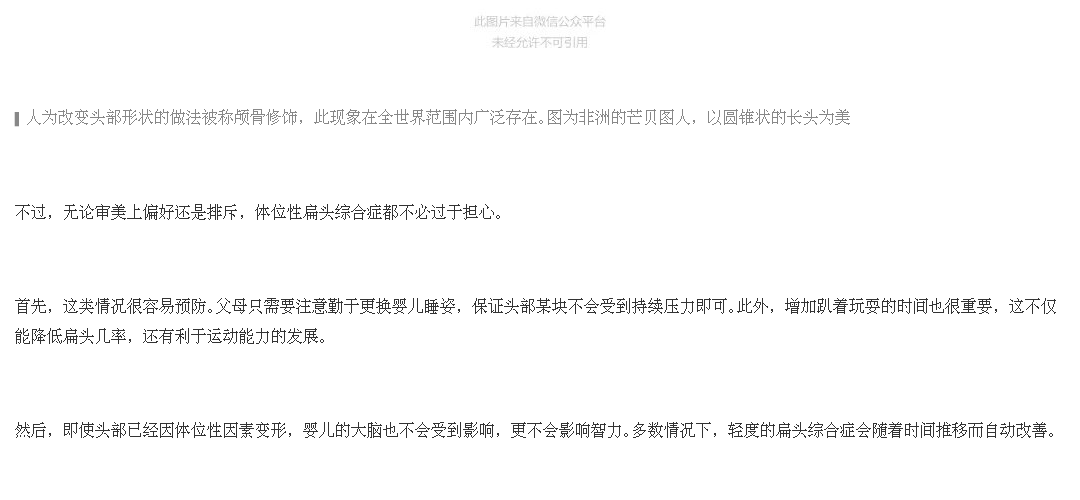 此图片来自微信公众平台
未经允许不可引用
人为改变头部形状的做法被称颅骨修饰，此现象在全世界范围内广泛存在。图为非洲的芒贝图人，以圆锥状的长头为美
不过，无论审美上偏好还是排斥，体位性扁头综合症都不必过于担心。
首先，这类情况很容易预防。父母只需要注意勤于更换婴儿睡姿，保证头部某块不会受到持续压力即可。此外，增加趴着玩耍的时间也很重要，这不仅
能降低扁头几率，还有利于运动能力的发展。
然后，即使头部已经因体位性因素变形，婴儿的大脑也不会受到影响，更不会影响智力。多数情况下，轻度的扁头综合症会随着时间推移而自动改善。